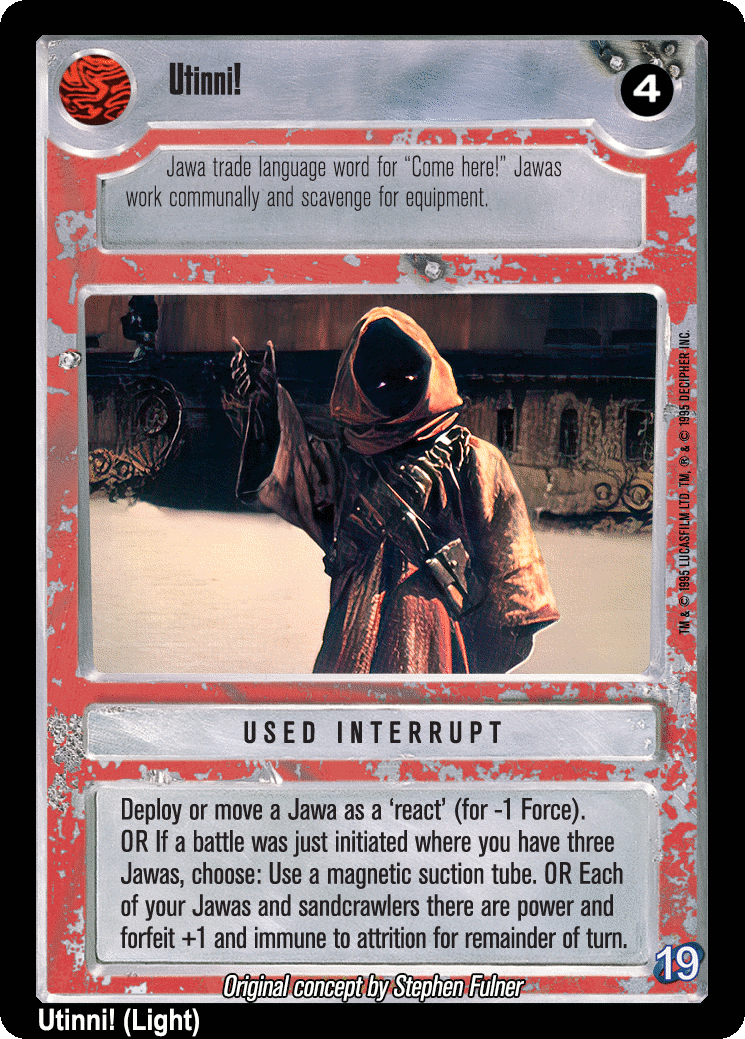 Utinni!
4
Jawa trade language word for “Come here!” Jawas
work communally and scavenge for equipment.
TM & © 1995 LUCASFILM LTD. TM, ® & © 1995 DECIPHER INC.
USED INTERRUPT
Deploy or move a Jawa as a ‘react’ (for -1 Force).
OR If a battle was just initiated where you have three
Jawas, choose: Use a magnetic suction tube. OR Each
of your Jawas and sandcrawlers there are power and
forfeit +1 and immune to attrition for remainder of turn.
19
Original concept by Stephen Fulner
Utinni! (Light)